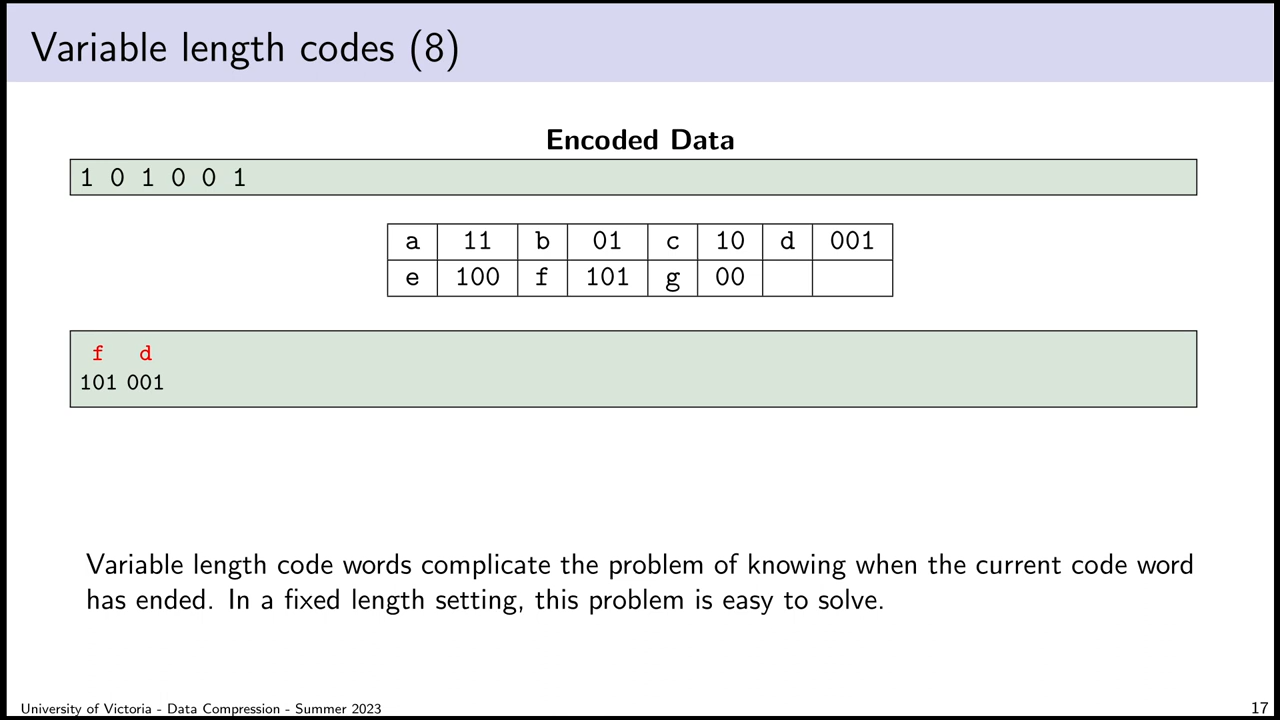 Variable length codes (8)
Encoded Data
1 0 1 0 0 1
a 11 b 01 c 10 d 001
e 100 f 101 g 00
f d
101 001
Variable length code words complicate the problem of knowing when the current code word
has ended. In a fixed length setting, this problem is easy to solve.
University of Victoria - Data Compression - Summer 2023 17